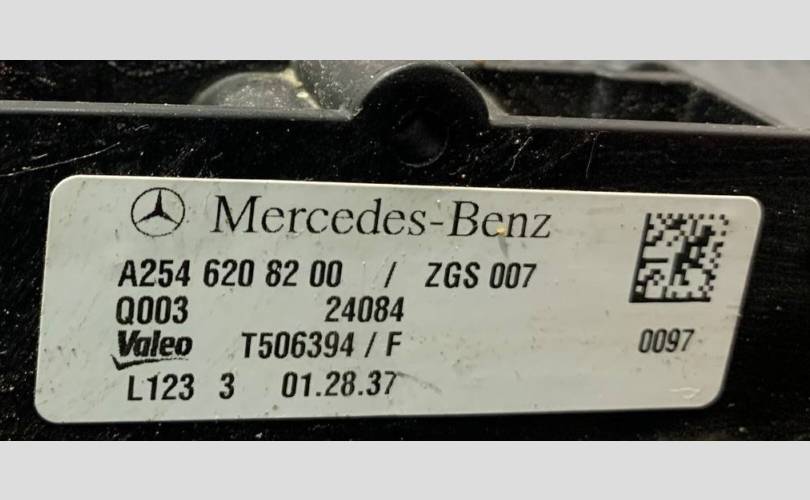 Mercedes-Benz
A254 620 82 00 / ZGS 007
Q003 24084
Valeo T506394 / F 0097
L123 3 01.28.37